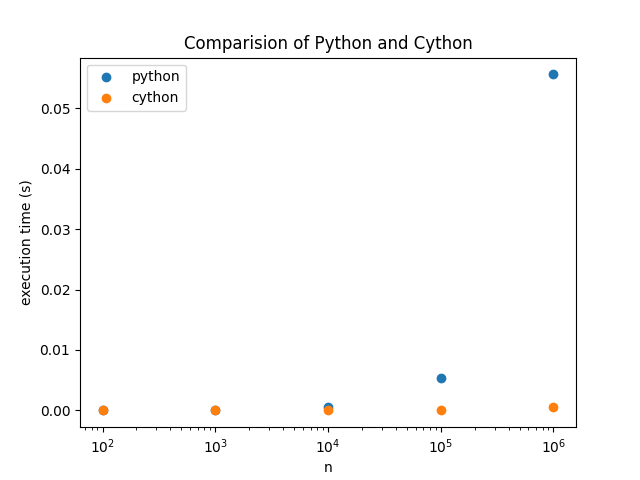 Comparision of Python and Cython
python
cython
execution time (s)
0.05
0.04
0.03
0.02
0.01
0.00
10²
10³
10⁴
10⁵
10⁶
n